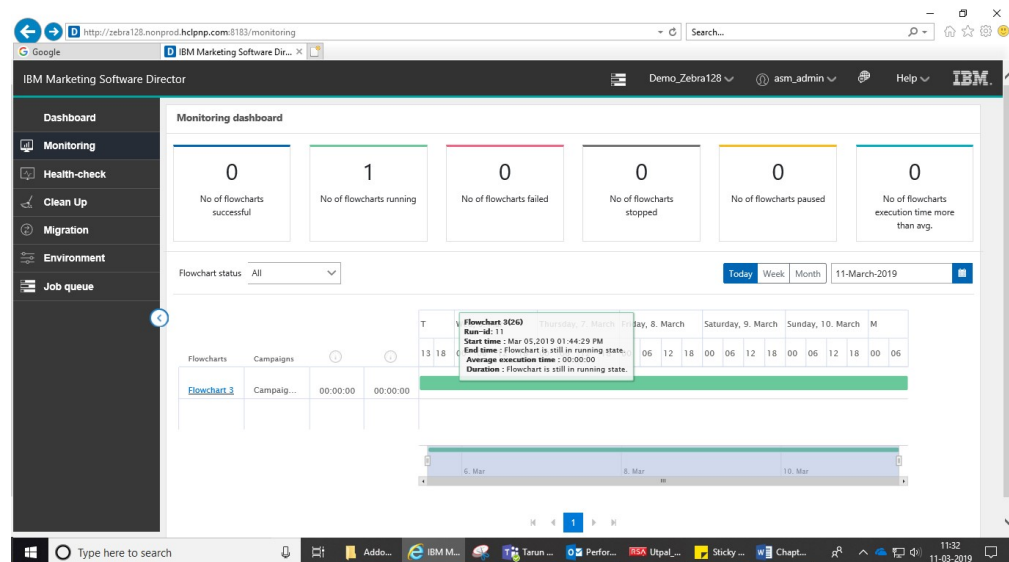 http://zebra128.nonprod.hclpnp.com:8183/monitoring
Search...
Google
IBM Marketing Software Dir...
IBM Marketing Software Director
Demo_Zebra128
asm_admin
Help
IBM
Dashboard
Monitoring
Health-check
Clean Up
Migration
Environment
Job queue
Monitoring dashboard
0
No of flowcharts
successful
1
No of flowcharts running
0
No of flowcharts failed
0
No of flowcharts
stopped
0
No of flowcharts paused
0
No of flowcharts
execution time more
than avg.
Flowchart status All
Today Week Month 11-March-2019
T Thursday, 7. March day, 8. March Saturday, 9. March Sunday, 10. March M
Flowchart 3(26)
Run-id: 11
Start time : Mar 05,2019 01:44:29 PM
End time : Flowchart is still in running state.
Average execution time : 00:00:00
Duration : Flowchart is still in running state.
Flowcharts Campaigns
13 18 06 12 18 00 06 12 18 00 06 12 18 00 06
Flowchart 3 Campaig... 00:00:00 00:00:00
6. Mar 8. Mar 10. Mar
1
Type here to search
Addo...
IBM M...
Tarun ...
Perfor...
RSA Utpal_...
Sticky ...
Chapt...
11:32
11-03-2019